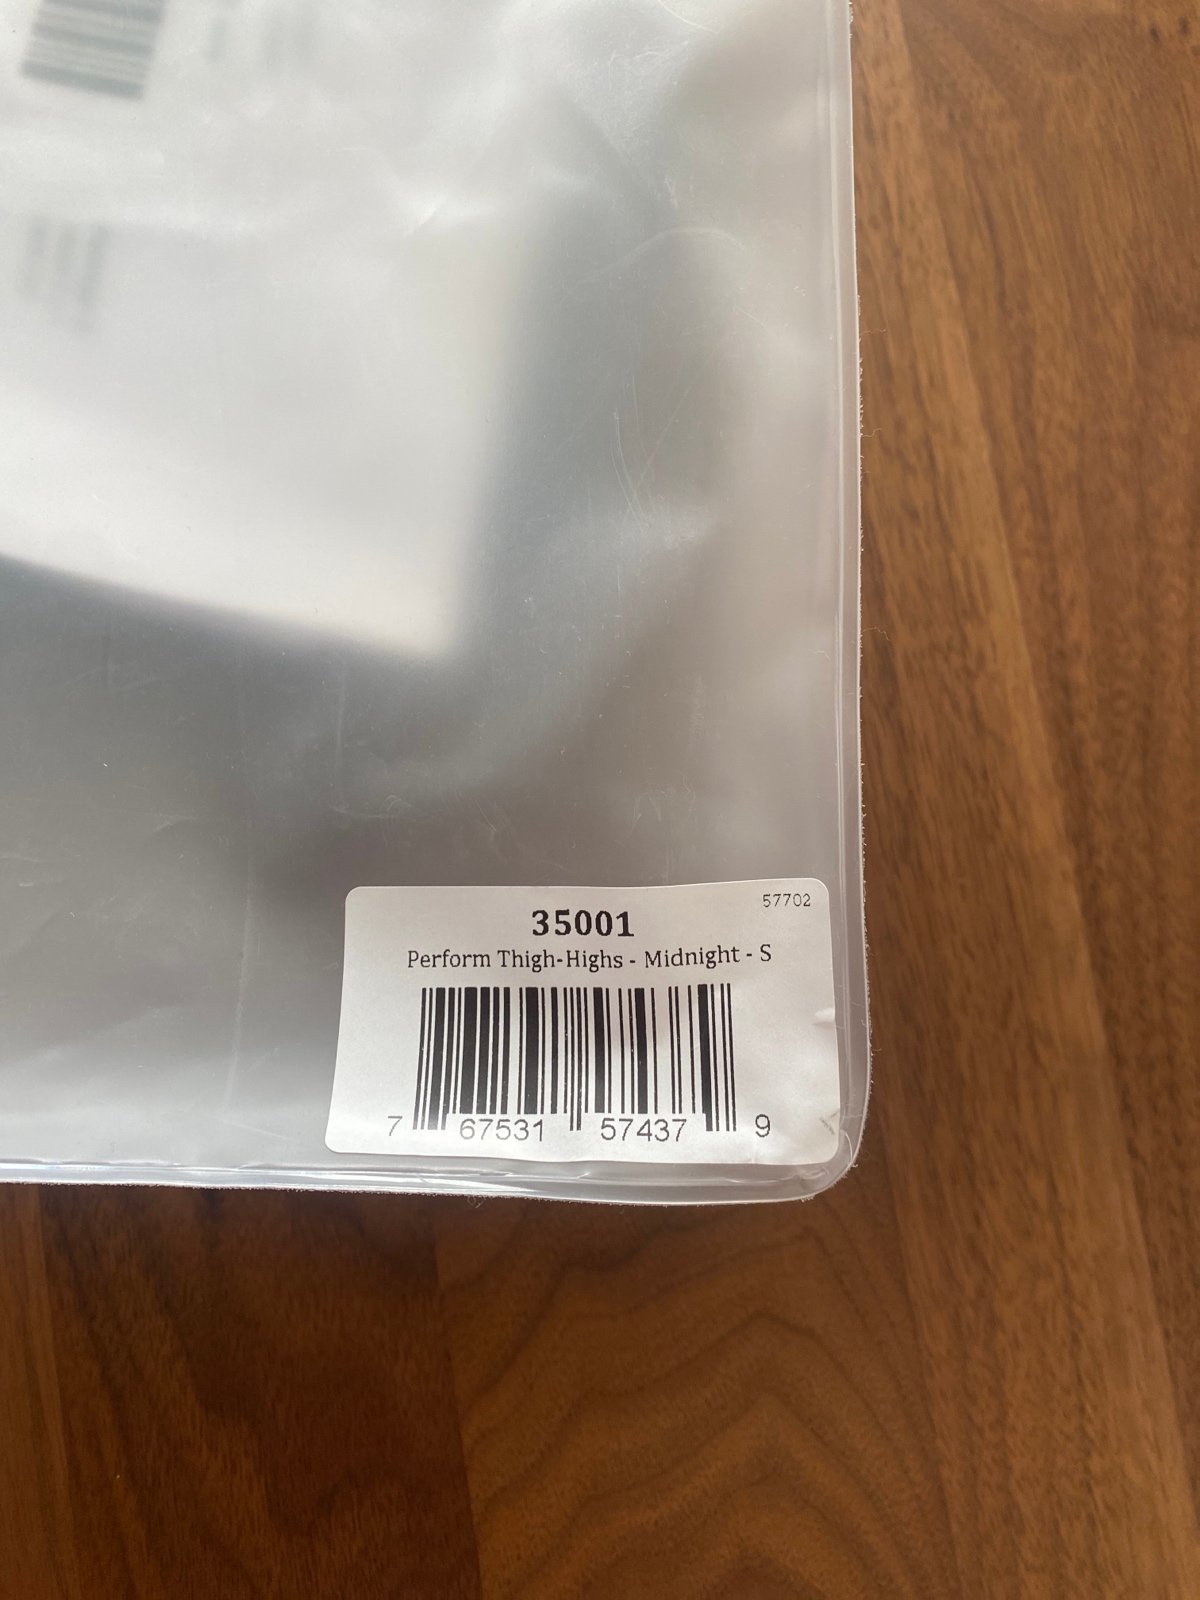 57702
35001
Perform Thigh-Highs - Midnight - S
7 67531 57437 9